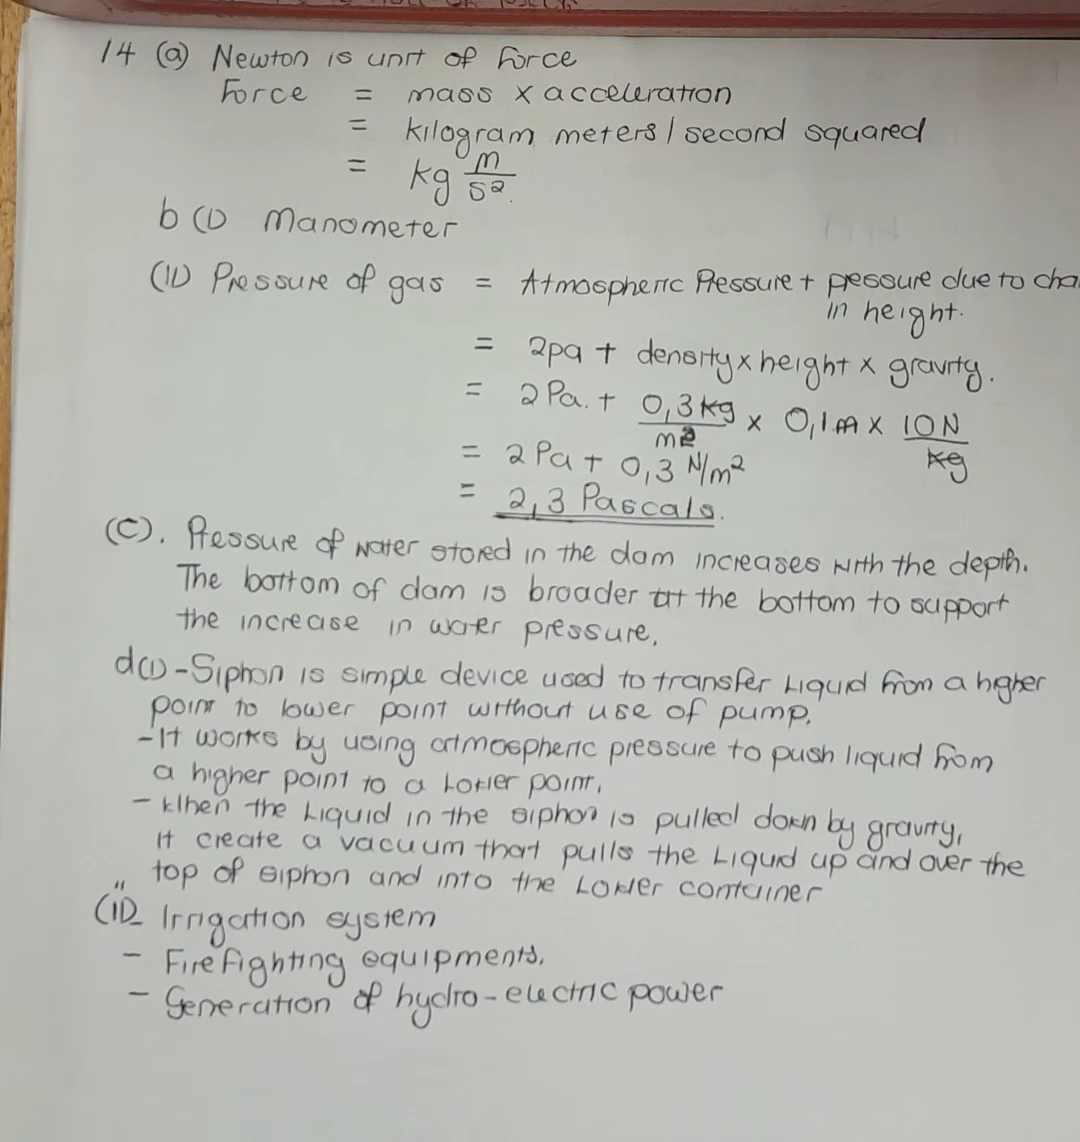 14 (a) Newton is unit of Force
Force = mass x acceleration
= kilogram meters / second squared
= kg m/s².
b (i) Manometer
(ii) Pressure of gas = Atmospheric Pressure + pressure due to cha
in height.
= 2pa + density x height x gravity.
= 2 Pa. + 0,3 kg/m² x 0,1 m x 10 N/kg
= 2 Pa + 0,3 N/m²
= 2,3 Pascals.
(C). Pressure of water stored in the dam increases with the depth.
The bottom of dam is broader at the bottom to support
the increase in water pressure.
d(i) - Siphon is simple device used to transfer Liquid from a higher
point to lower point without use of pump.
- It works by using atmospheric pressure to push liquid from
a higher point to a Lower point.
- When the Liquid in the siphon is pulled down by gravity,
it create a vacuum that pulls the Liquid up and over the
top of siphon and into the Lower container
(ii) Irrigation system
- Fire fighting equipments.
- Generation of hydro-electric power